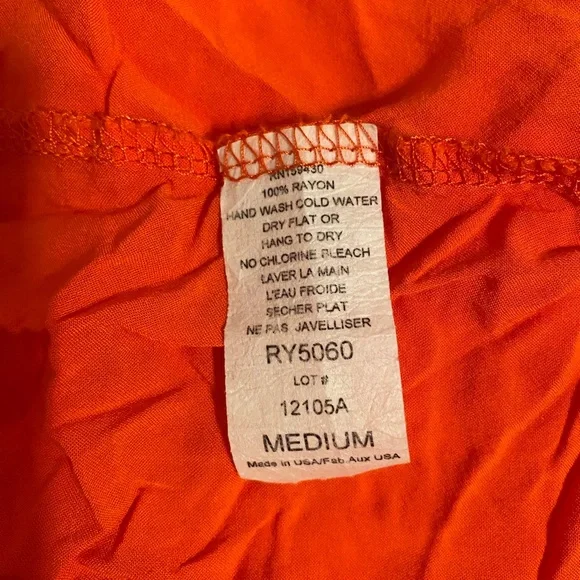 RN159430
100% RAYON
HAND WASH COLD WATER
DRY FLAT OR
HANG TO DRY
NO CHLORINE BLEACH
LAVER LA MAIN
L'EAU FROIDE
SECHER PLAT
NE PAS JAVELLISER
RY5060
LOT #
12105A
MEDIUM
Made in USA/Fab.Aux USA